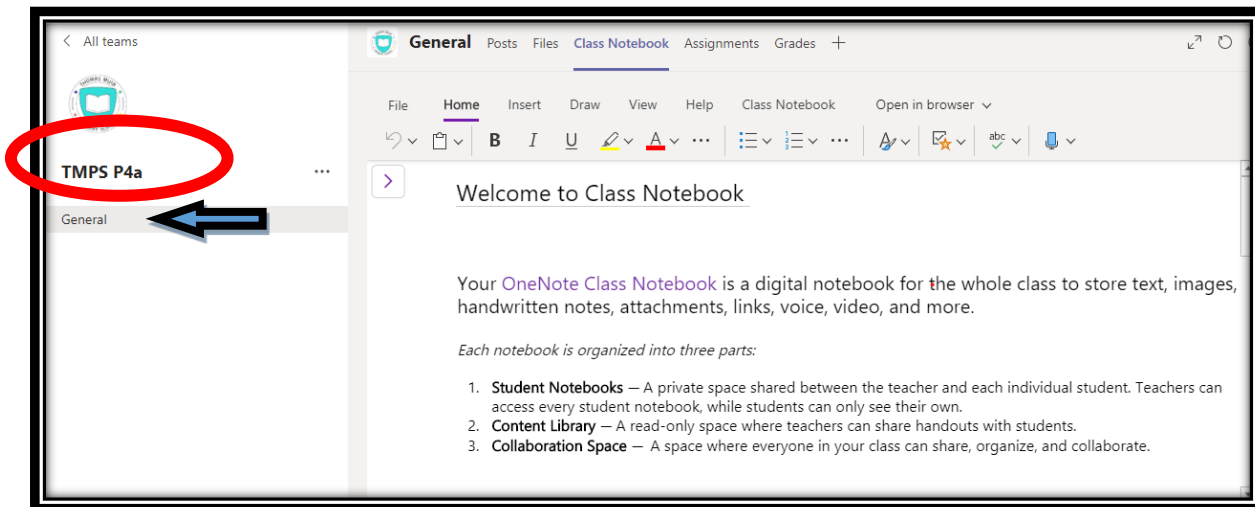 All teams
TMPS P4a
General
General Posts Files Class Notebook Assignments Grades
File Home Insert Draw View Help Class Notebook Open in browser
B I U A abc
Welcome to Class Notebook
Your OneNote Class Notebook is a digital notebook for the whole class to store text, images,
handwritten notes, attachments, links, voice, video, and more.
Each notebook is organized into three parts:
1. Student Notebooks — A private space shared between the teacher and each individual student. Teachers can
access every student notebook, while students can only see their own.
2. Content Library — A read-only space where teachers can share handouts with students.
3. Collaboration Space — A space where everyone in your class can share, organize, and collaborate.